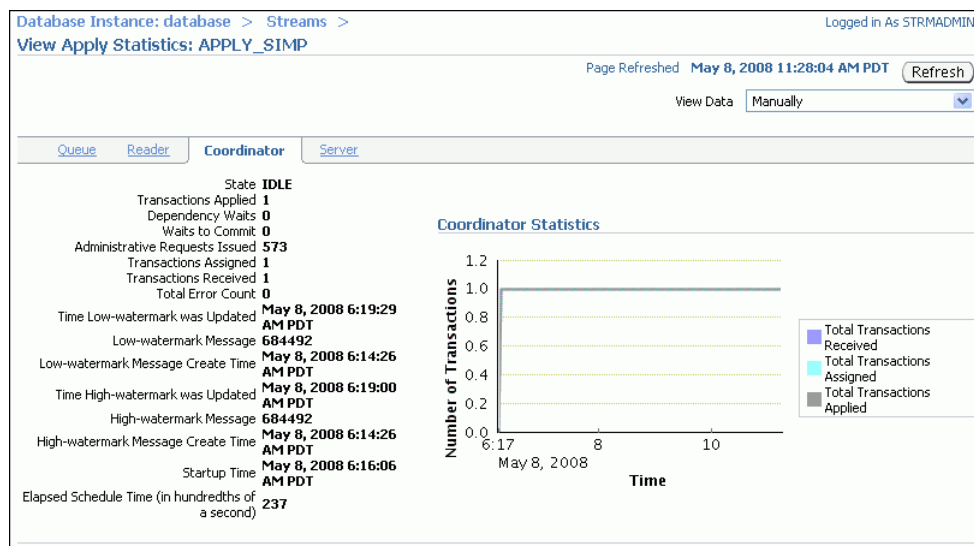 Database Instance: database > Streams >
Logged in As STRMADMIN
View Apply Statistics: APPLY_SIMP
Page Refreshed May 8, 2008 11:28:04 AM PDT Refresh
View Data Manually
Queue Reader Coordinator Server
State IDLE
Transactions Applied 1
Dependency Waits 0
Waits to Commit 0
Administrative Requests Issued 573
Transactions Assigned 1
Transactions Received 1
Total Error Count 0
Time Low-watermark was Updated May 8, 2008 6:19:29
AM PDT
Low-watermark Message 684492
Low-watermark Message Create Time May 8, 2008 6:14:26
AM PDT
Time High-watermark was Updated May 8, 2008 6:19:00
AM PDT
High-watermark Message 684492
High-watermark Message Create Time May 8, 2008 6:14:26
AM PDT
Startup Time May 8, 2008 6:16:06
AM PDT
Elapsed Schedule Time (in hundredths of
a second) 237
Coordinator Statistics
Number of Transactions
1.2
1.0
0.8
0.6
0.4
0.2
0.0
6:17 8 10
May 8, 2008
Time
Total Transactions
Received
Total Transactions
Assigned
Total Transactions
Applied